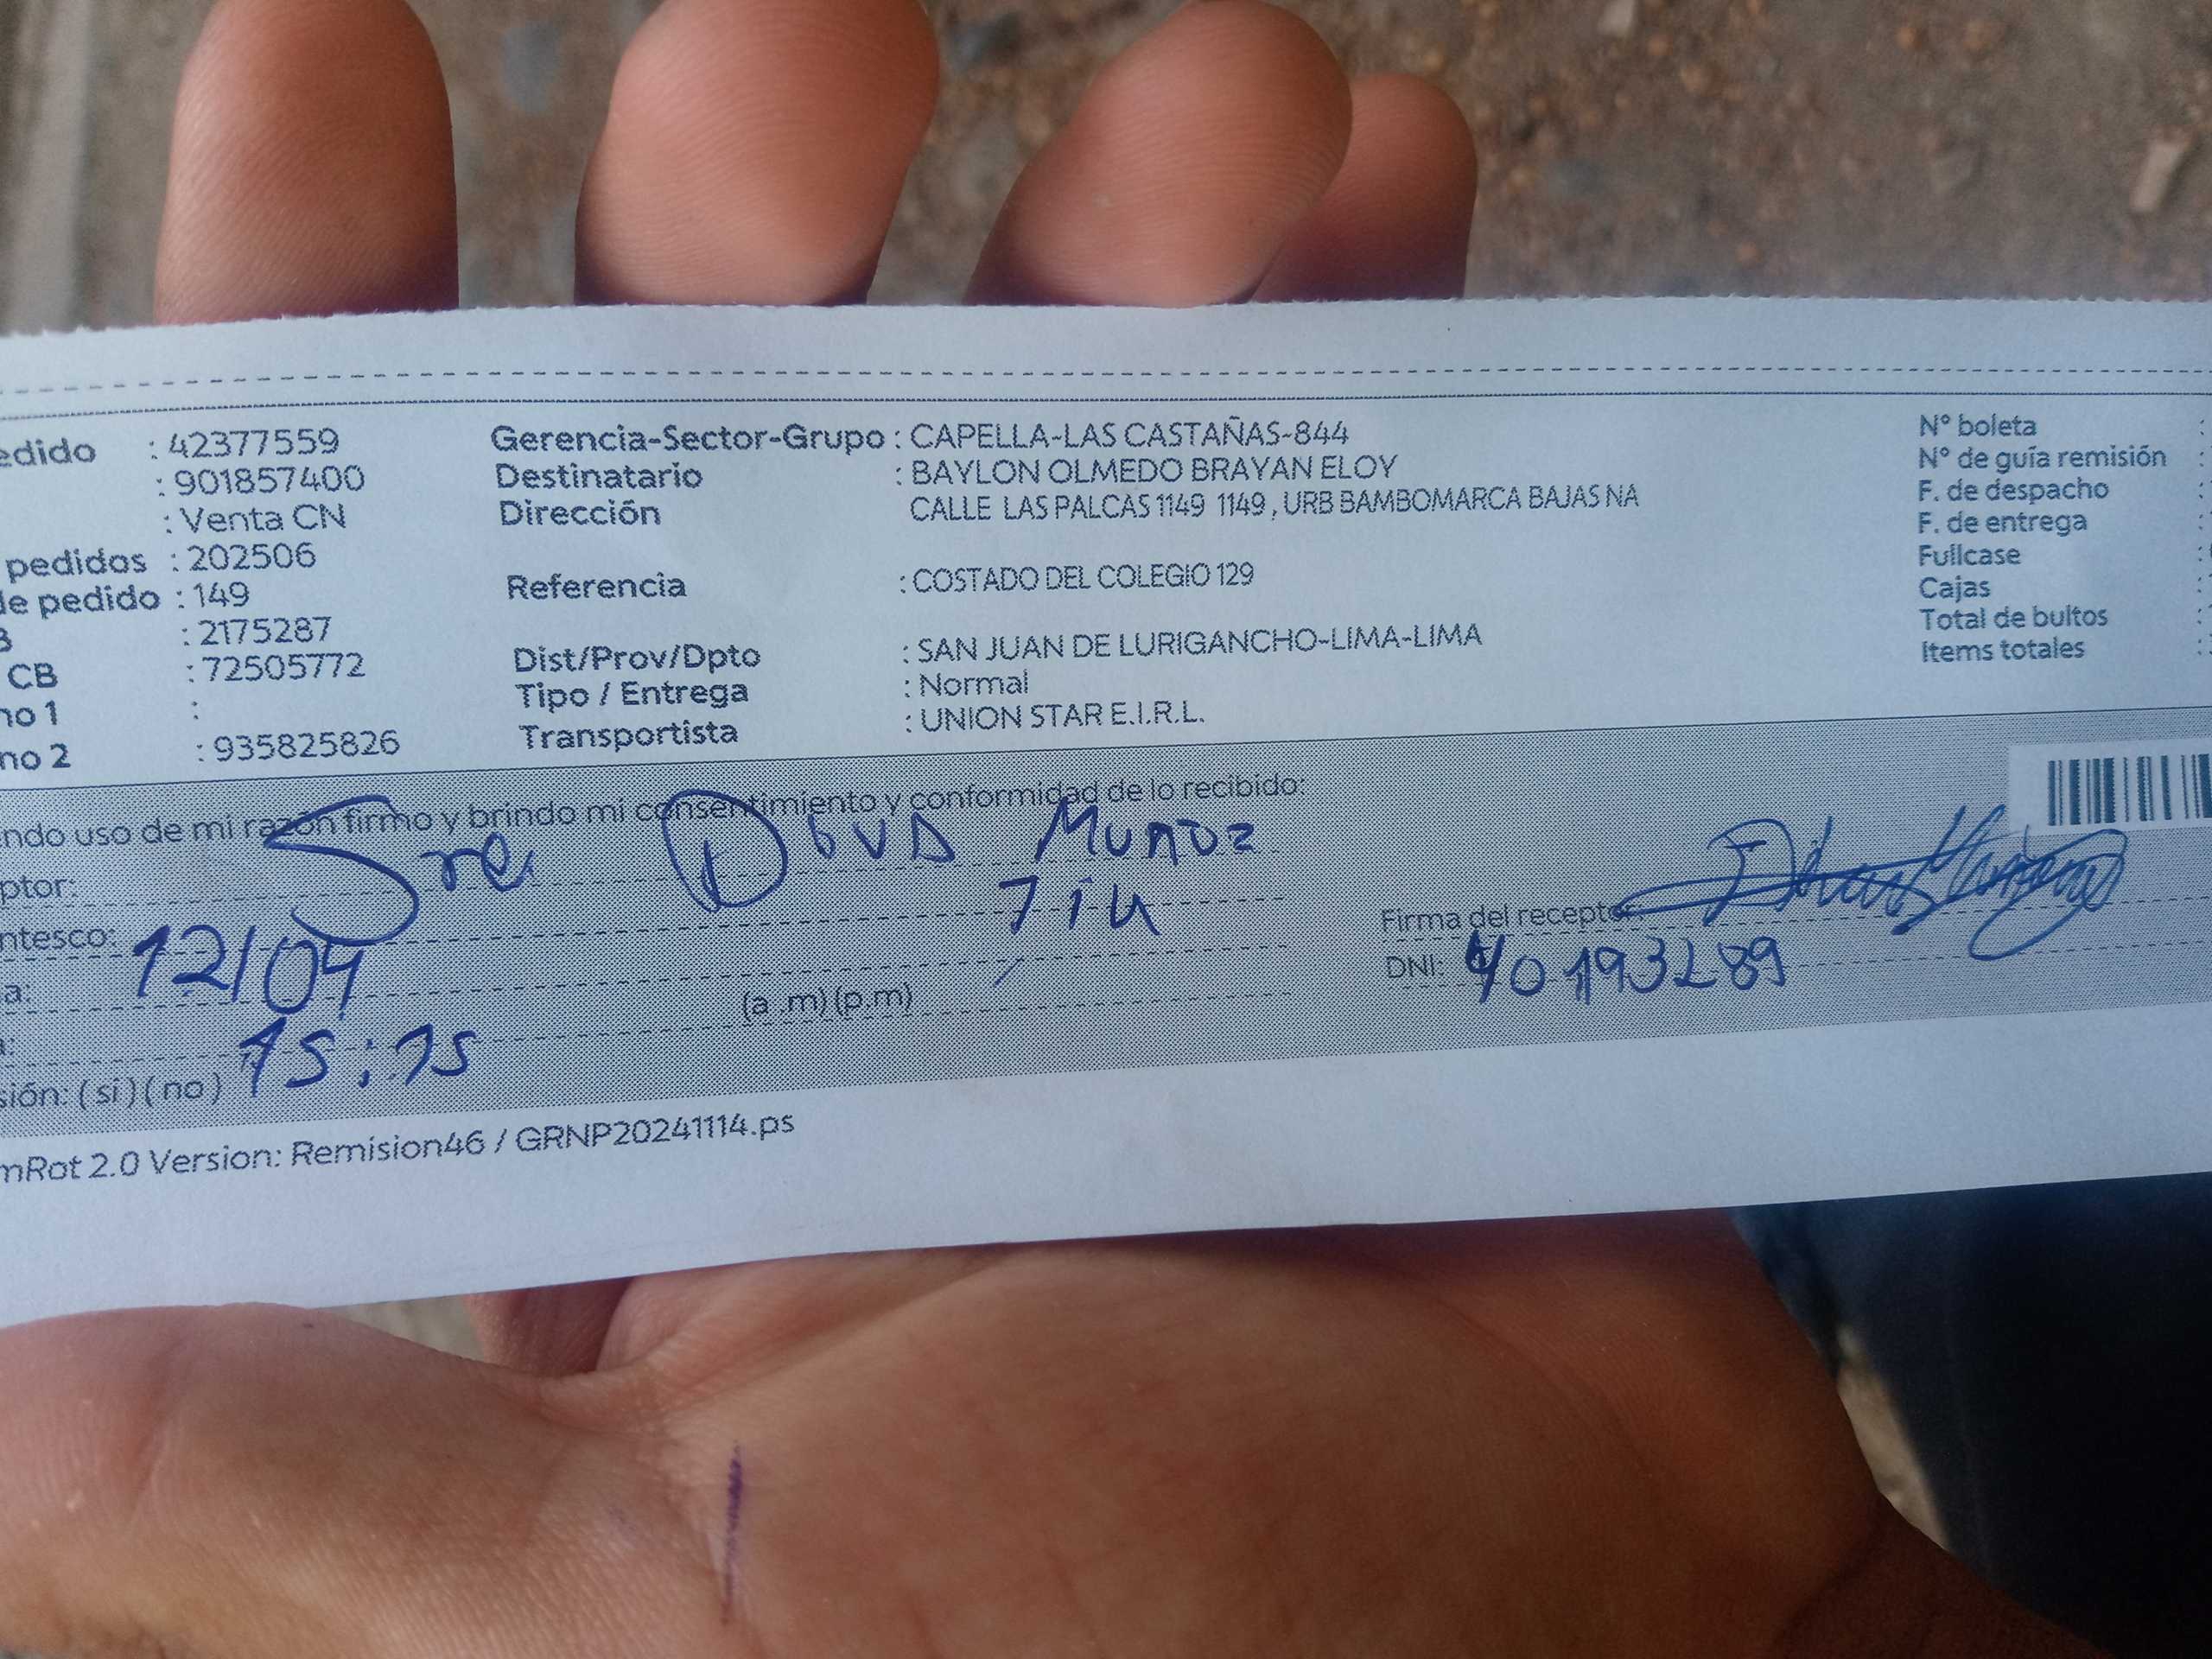 edido : 42377559
: 901857400
: Venta CN
pedidos : 202506
de pedido : 149
B : 2175287
CB : 72505772
no 1 :
no 2 : 935825826
Gerencia-Sector-Grupo : CAPELLA-LAS CASTAÑAS-844
Destinatario : BAYLON OLMEDO BRAYAN ELOY
Dirección CALLE LAS PALCAS 1149 1149 , URB BAMBOMARCA BAJAS NA
Referencia : COSTADO DEL COLEGIO 129
Dist/Prov/Dpto : SAN JUAN DE LURIGANCHO-LIMA-LIMA
Tipo / Entrega : Normal
Transportista : UNION STAR E.I.R.L.
N° boleta :
N° de guía remisión :
F. de despacho :
F. de entrega :
Fullcase :
Cajas :
Total de bultos :
Items totales :
ndo uso de mi razón firmo y brindo mi consentimiento y conformidad de lo recibido:
ptor: Sra Muñoz
ntesco: 
a: 12/04
a: 15:15 (a .m) (p.m)
sión: ( si ) ( no )
Firma del receptor:
DNI: 40193289
mRot 2.0 Version: Remision46 / GRNP20241114.ps